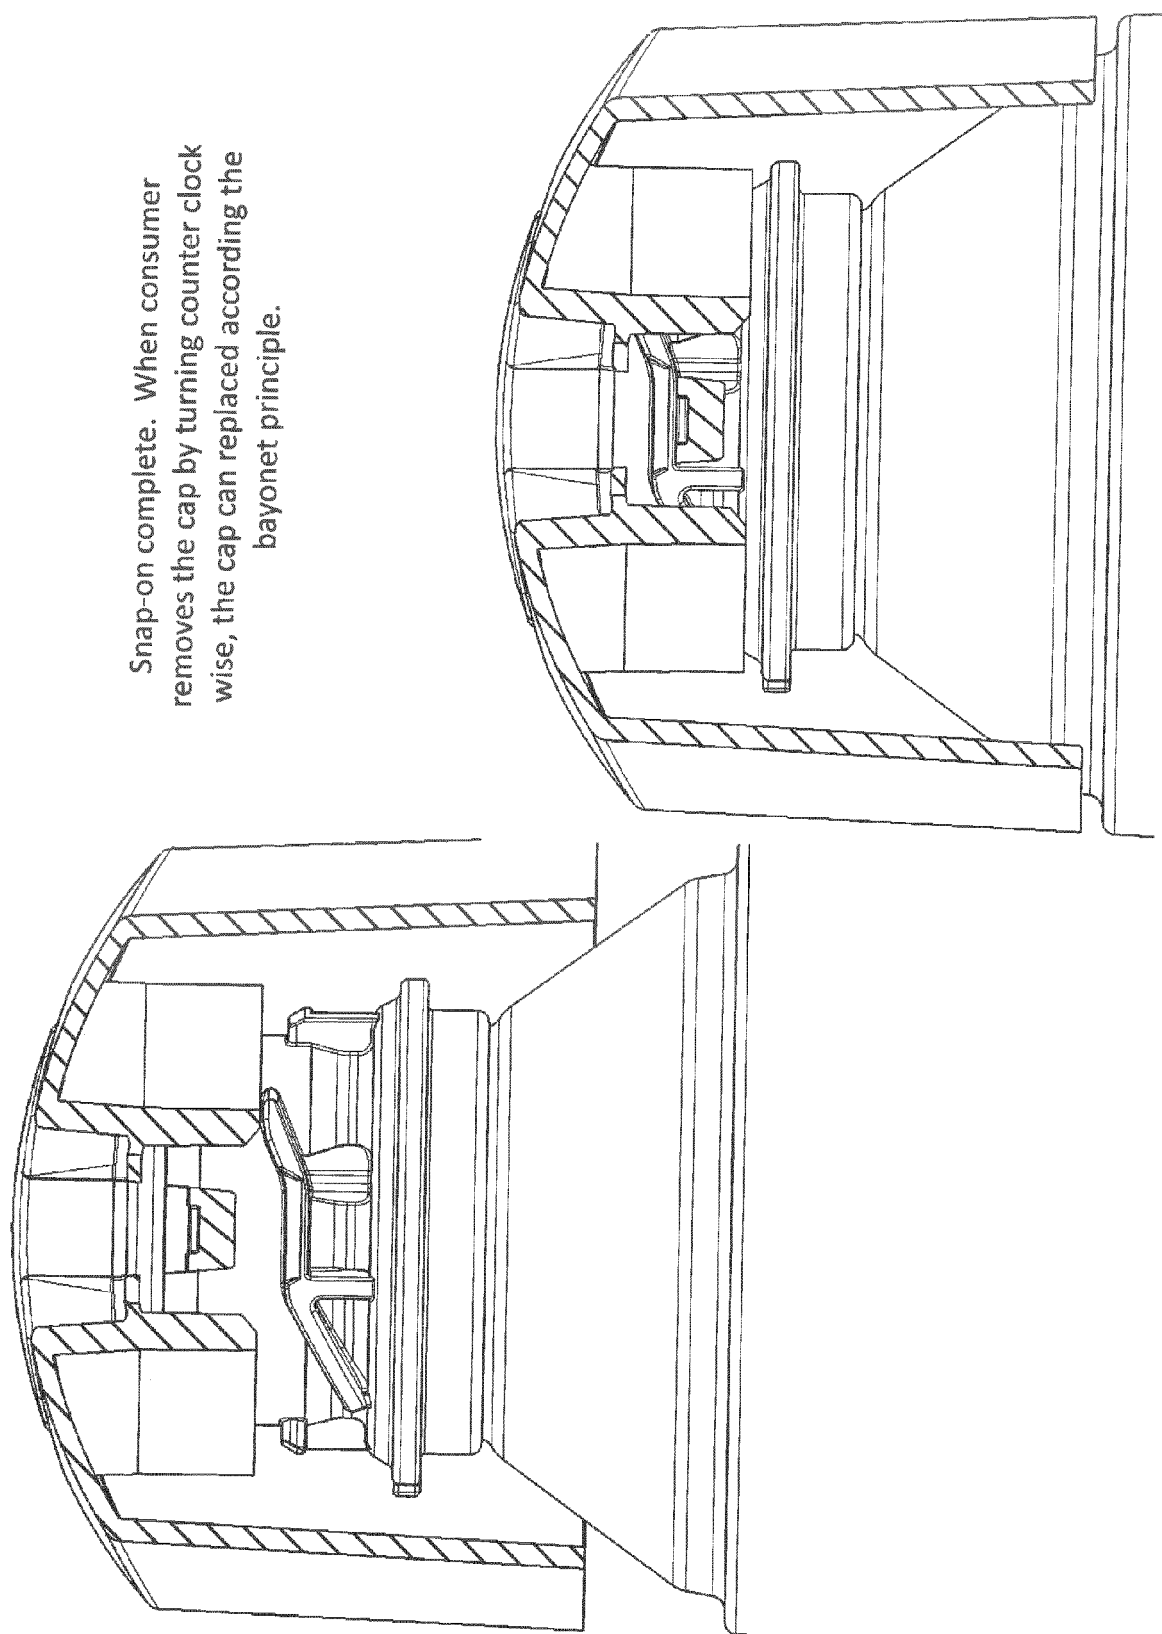 Snap-on complete.  When consumer
removes the cap by turning counter clock
wise, the cap can replaced according the
bayonet principle.